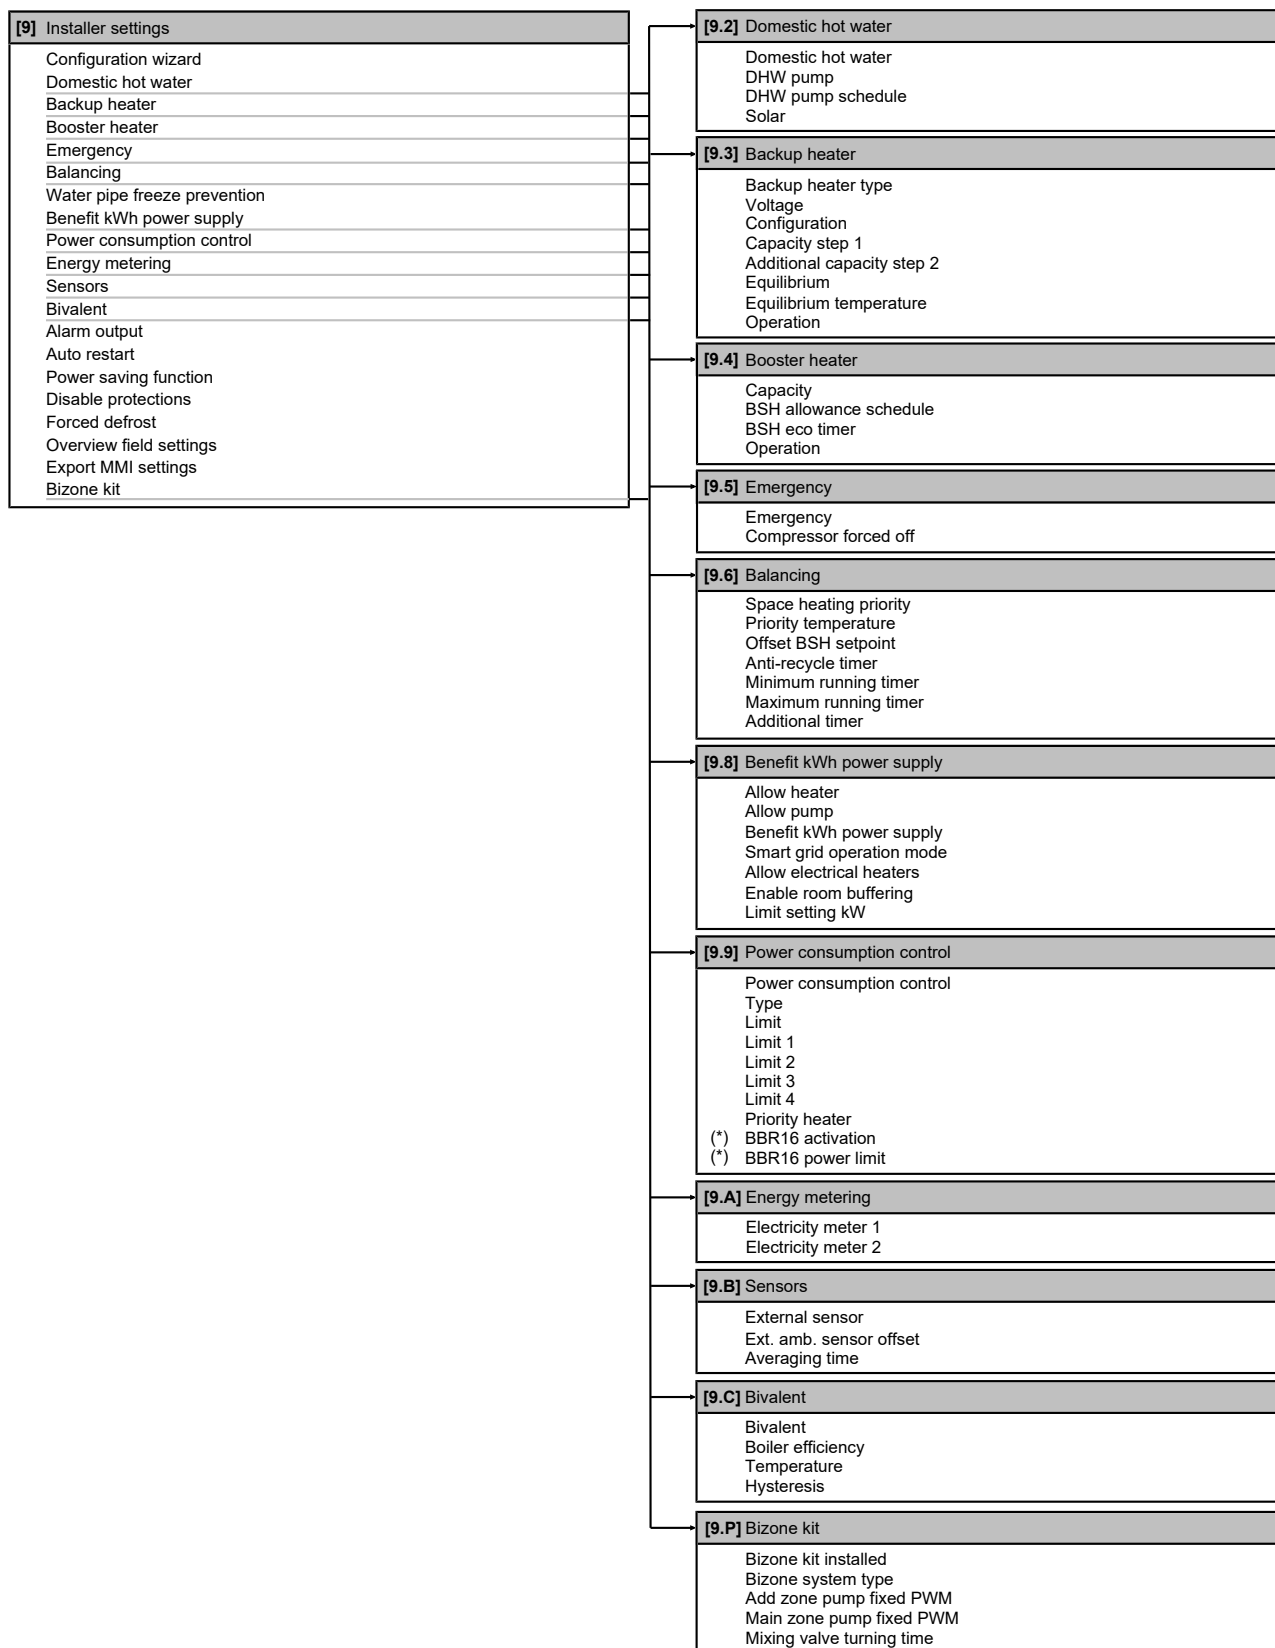 [9] Installer settings
Configuration wizard
Domestic hot water
Backup heater
Booster heater
Emergency
Balancing
Water pipe freeze prevention
Benefit kWh power supply
Power consumption control
Energy metering
Sensors
Bivalent
Alarm output
Auto restart
Power saving function
Disable protections
Forced defrost
Overview field settings
Export MMI settings
Bizone kit
[9.2] Domestic hot water
Domestic hot water
DHW pump
DHW pump schedule
Solar
[9.3] Backup heater
Backup heater type
Voltage
Configuration
Capacity step 1
Additional capacity step 2
Equilibrium
Equilibrium temperature
Operation
[9.4] Booster heater
Capacity
BSH allowance schedule
BSH eco timer
Operation
[9.5] Emergency
Emergency
Compressor forced off
[9.6] Balancing
Space heating priority
Priority temperature
Offset BSH setpoint
Anti-recycle timer
Minimum running timer
Maximum running timer
Additional timer
[9.8] Benefit kWh power supply
Allow heater
Allow pump
Benefit kWh power supply
Smart grid operation mode
Allow electrical heaters
Enable room buffering
Limit setting kW
[9.9] Power consumption control
Power consumption control
Type
Limit
Limit 1
Limit 2
Limit 3
Limit 4
Priority heater
(*) BBR16 activation
(*) BBR16 power limit
[9.A] Energy metering
Electricity meter 1
Electricity meter 2
[9.B] Sensors
External sensor
Ext. amb. sensor offset
Averaging time
[9.C] Bivalent
Bivalent
Boiler efficiency
Temperature
Hysteresis
[9.P] Bizone kit
Bizone kit installed
Bizone system type
Add zone pump fixed PWM
Main zone pump fixed PWM
Mixing valve turning time